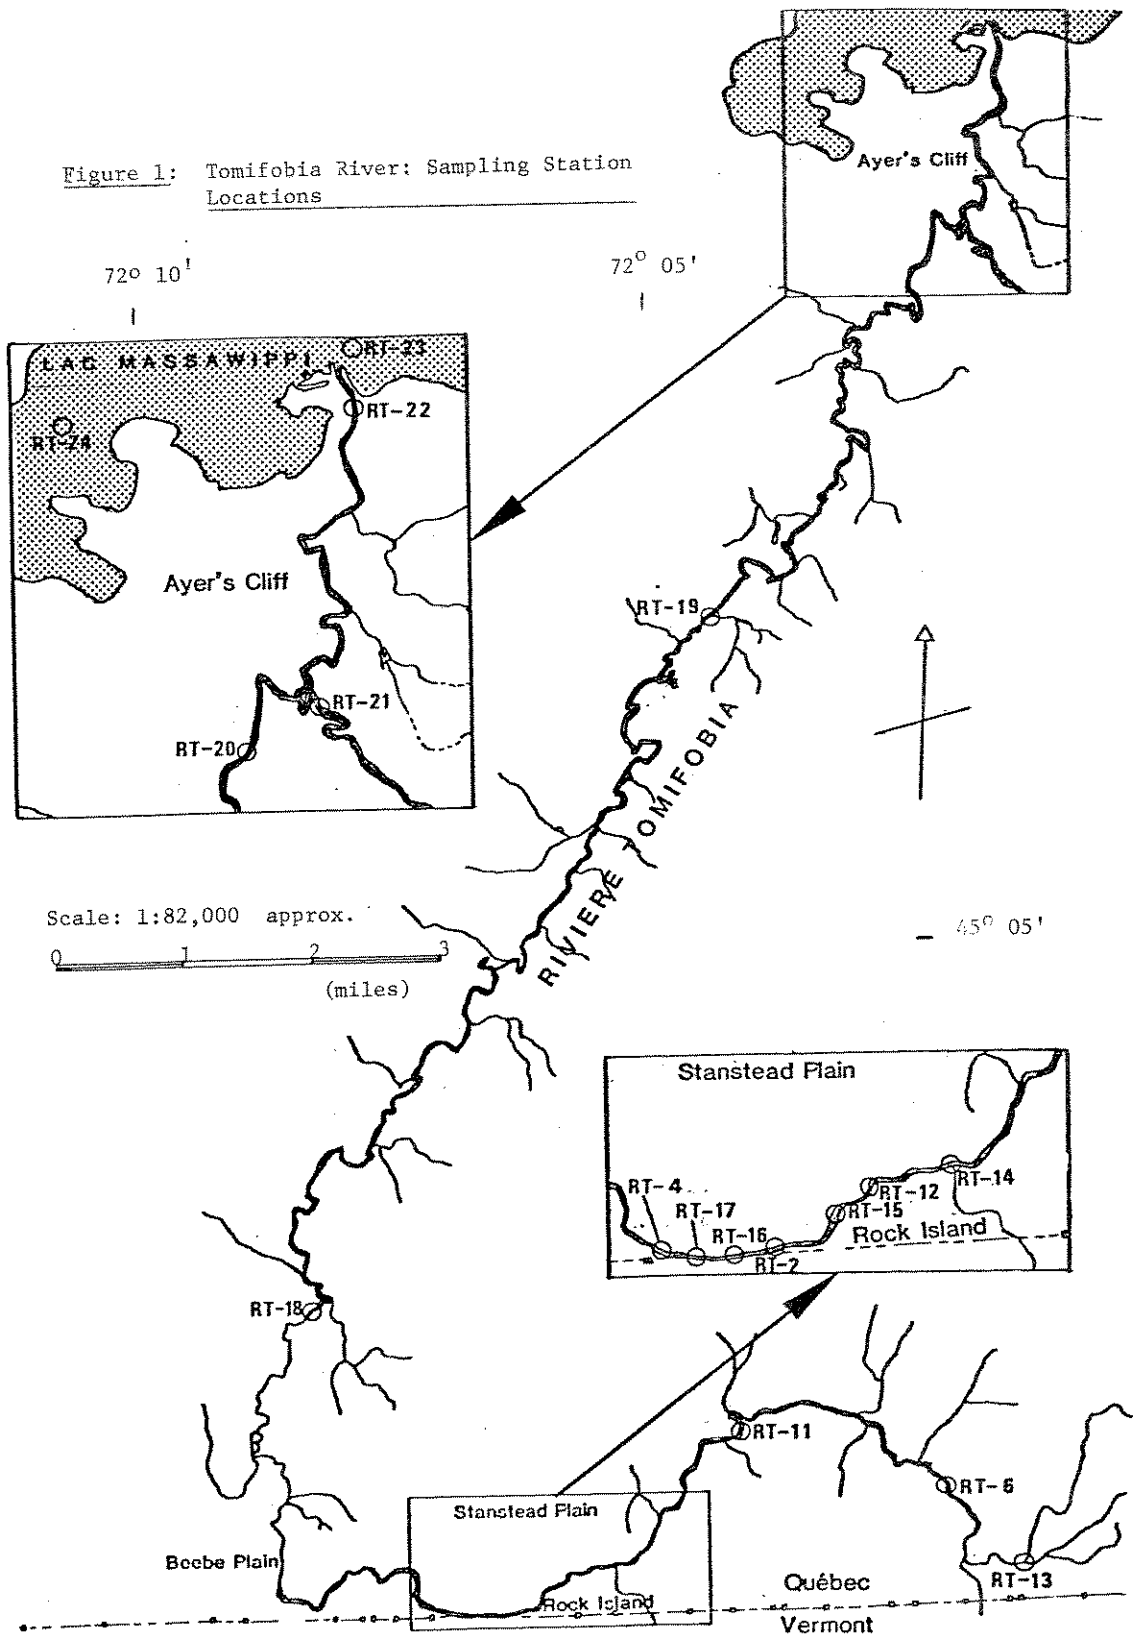 Figure 1: Tomifobia River: Sampling Station
Locations
72° 10'
72° 05'
Ayer's Cliff
LAC MASSAWIPPI
RT-23
RT-22
RT-24
Ayer's Cliff
RT-21
RT-20
RT-19
RIVIERE TOMIFOBIA
Scale: 1:82,000 approx.
0 1 2 3
(miles)
45° 05'
Stanstead Plain
RT-4
RT-17
RT-16
RT-2
RT-15
RT-12
RT-14
Rock Island
RT-18
RT-11
RT-6
RT-13
Stanstead Plain
Beebe Plain
Rock Island
Québec
Vermont